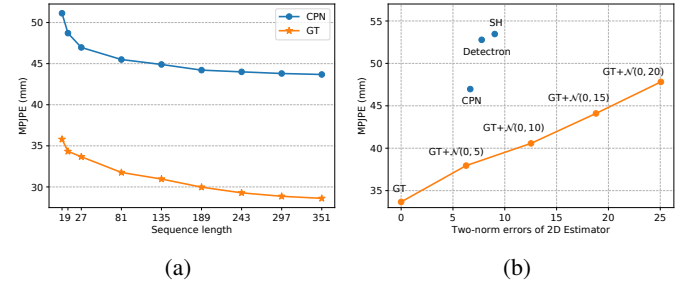 MPJPE (mm)
50
45
40
35
30
CPN
GT
1 9 19 27 81 135 189 243 297 351
Sequence length
(a)
MPJPE (mm)
55
50
45
40
35
SH
Detectron
CPN
GT+𝒩(0, 20)
GT+𝒩(0, 15)
GT+𝒩(0, 10)
GT+𝒩(0, 5)
GT
0 5 10 15 20 25
Two-norm errors of 2D Estimator
(b)